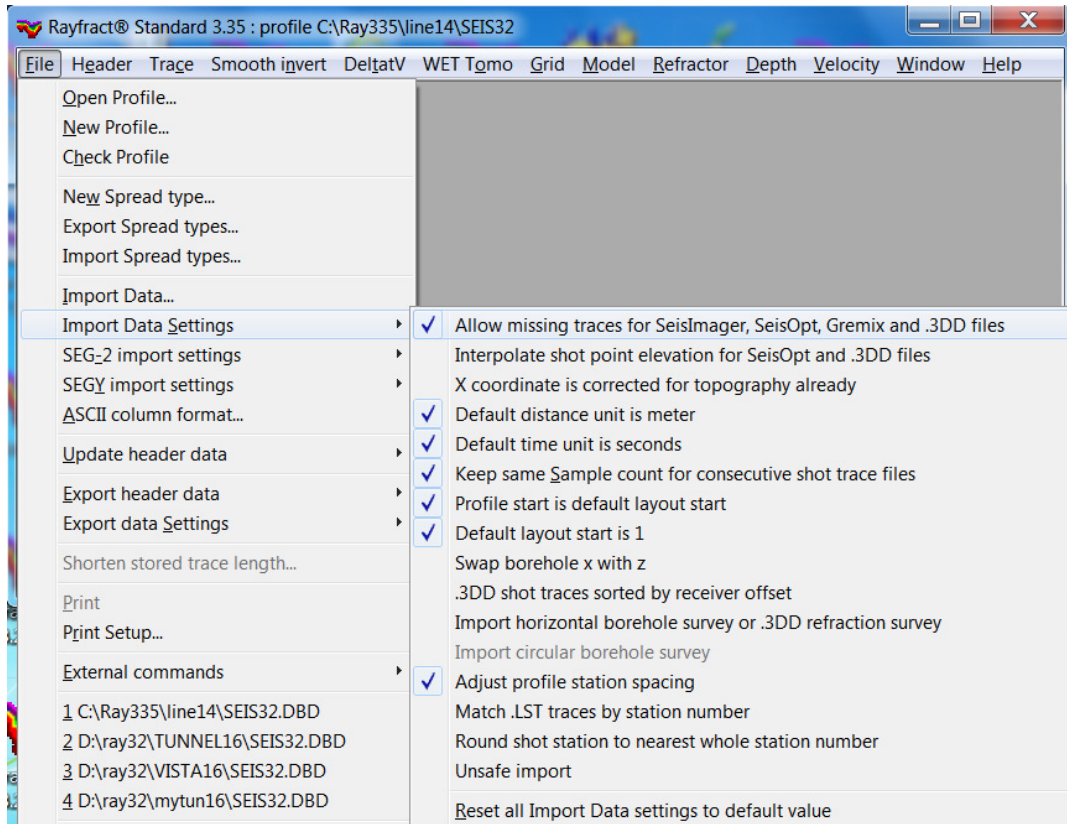 Rayfract® Standard 3.35 : profile C:\Ray335\line14\SEIS32
File Header Trace Smooth invert DeltatV WET Tomo Grid Model Refractor Depth Velocity Window Help
Open Profile...
New Profile...
Check Profile
New Spread type...
Export Spread types...
Import Spread types...
Import Data...
Import Data Settings
SEG-2 import settings
SEGY import settings
ASCII column format...
Update header data
Export header data
Export data Settings
Shorten stored trace length...
Print
Print Setup...
External commands
1 C:\Ray335\line14\SEIS32.DBD
2 D:\ray32\TUNNEL16\SEIS32.DBD
3 D:\ray32\VISTA16\SEIS32.DBD
4 D:\ray32\mytun16\SEIS32.DBD
Allow missing traces for SeisImager, SeisOpt, Gremix and .3DD files
Interpolate shot point elevation for SeisOpt and .3DD files
X coordinate is corrected for topography already
Default distance unit is meter
Default time unit is seconds
Keep same Sample count for consecutive shot trace files
Profile start is default layout start
Default layout start is 1
Swap borehole x with z
.3DD shot traces sorted by receiver offset
Import horizontal borehole survey or .3DD refraction survey
Import circular borehole survey
Adjust profile station spacing
Match .LST traces by station number
Round shot station to nearest whole station number
Unsafe import
Reset all Import Data settings to default value